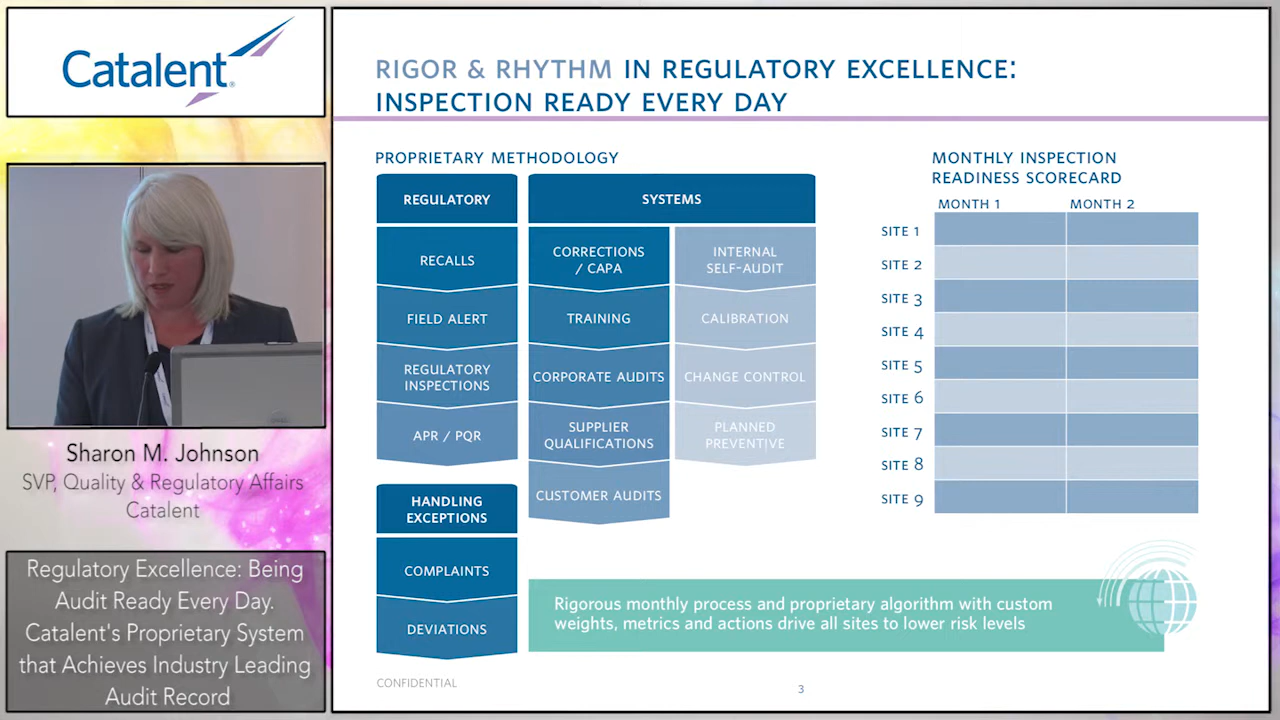 Catalent®
Sharon M. Johnson
SVP, Quality & Regulatory Affairs
Catalent
Regulatory Excellence: Being
Audit Ready Every Day.
Catalent's Proprietary System
that Achieves Industry Leading
Audit Record
RIGOR & RHYTHM IN REGULATORY EXCELLENCE:
INSPECTION READY EVERY DAY
PROPRIETARY METHODOLOGY
REGULATORY
RECALLS
FIELD ALERT
REGULATORY
INSPECTIONS
APR / PQR
HANDLING
EXCEPTIONS
COMPLAINTS
DEVIATIONS
SYSTEMS
CORRECTIONS
/ CAPA
TRAINING
CORPORATE AUDITS
SUPPLIER
QUALIFICATIONS
CUSTOMER AUDITS
INTERNAL
SELF-AUDIT
CALIBRATION
CHANGE CONTROL
PLANNED
PREVENTIVE
MONTHLY INSPECTION
READINESS SCORECARD
MONTH 1 MONTH 2
SITE 1
SITE 2
SITE 3
SITE 4
SITE 5
SITE 6
SITE 7
SITE 8
SITE 9
Rigorous monthly process and proprietary algorithm with custom
weights, metrics and actions drive all sites to lower risk levels
CONFIDENTIAL
3